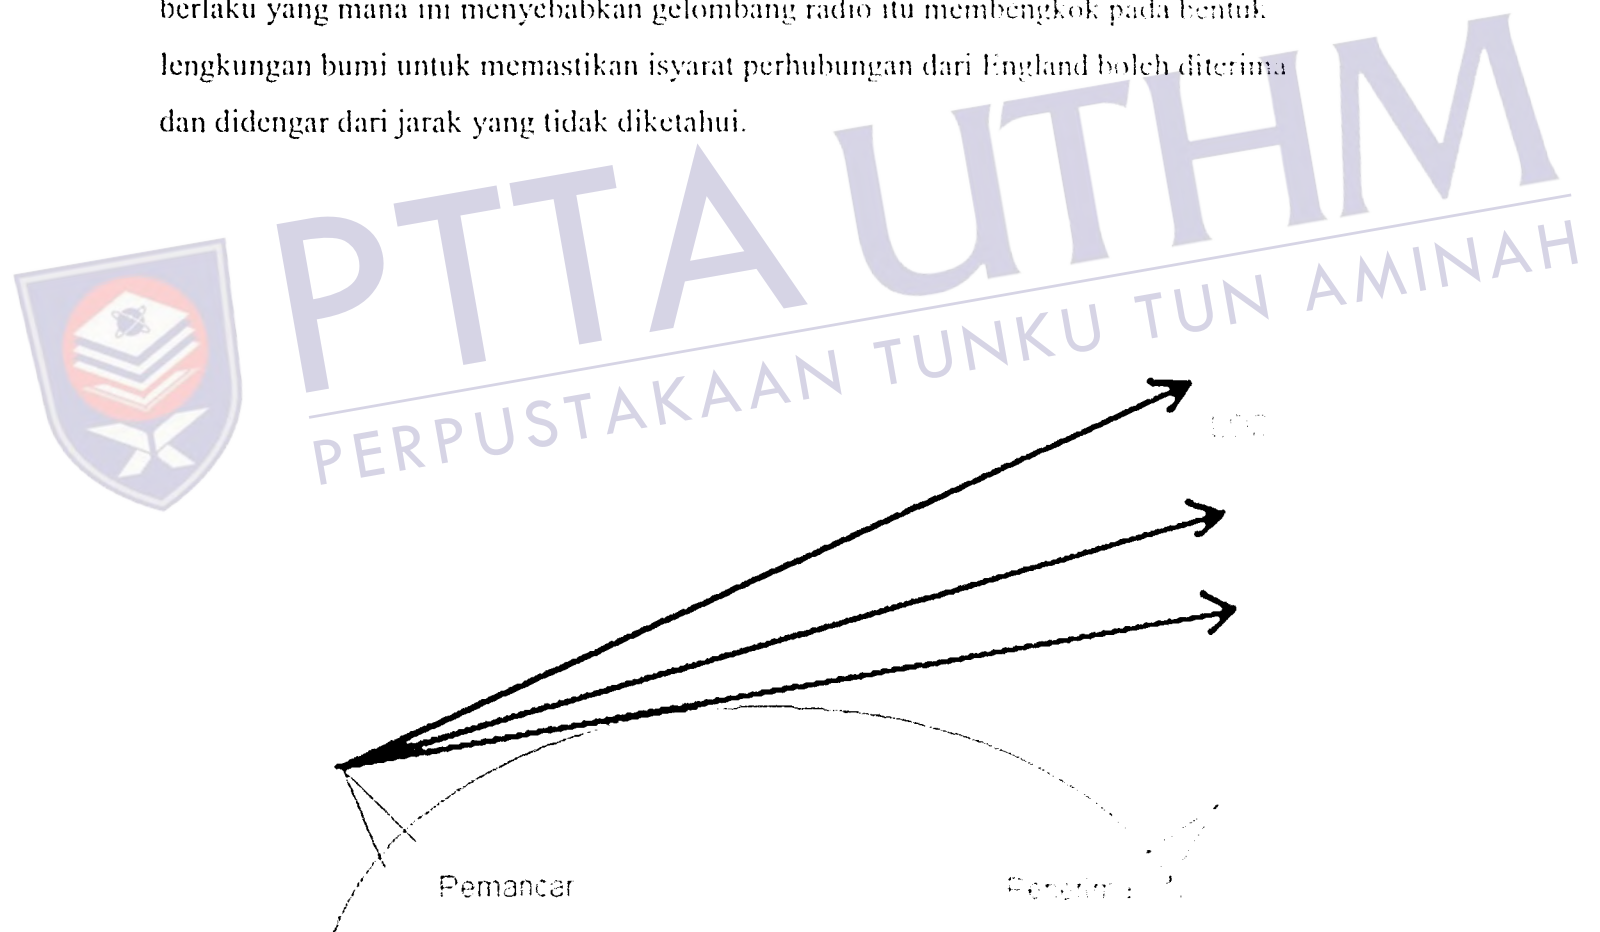 berlaku yang mana ini menyebabkan gelombang radio itu membengkok pada bentuk
lengkungan bumi untuk memastikan isyarat perhubungan dari England boleh diterima
dan didengar dari jarak yang tidak diketahui.
PTTA UTHM
PERPUSTAKAAN TUNKU TUN AMINAH
Pemancar